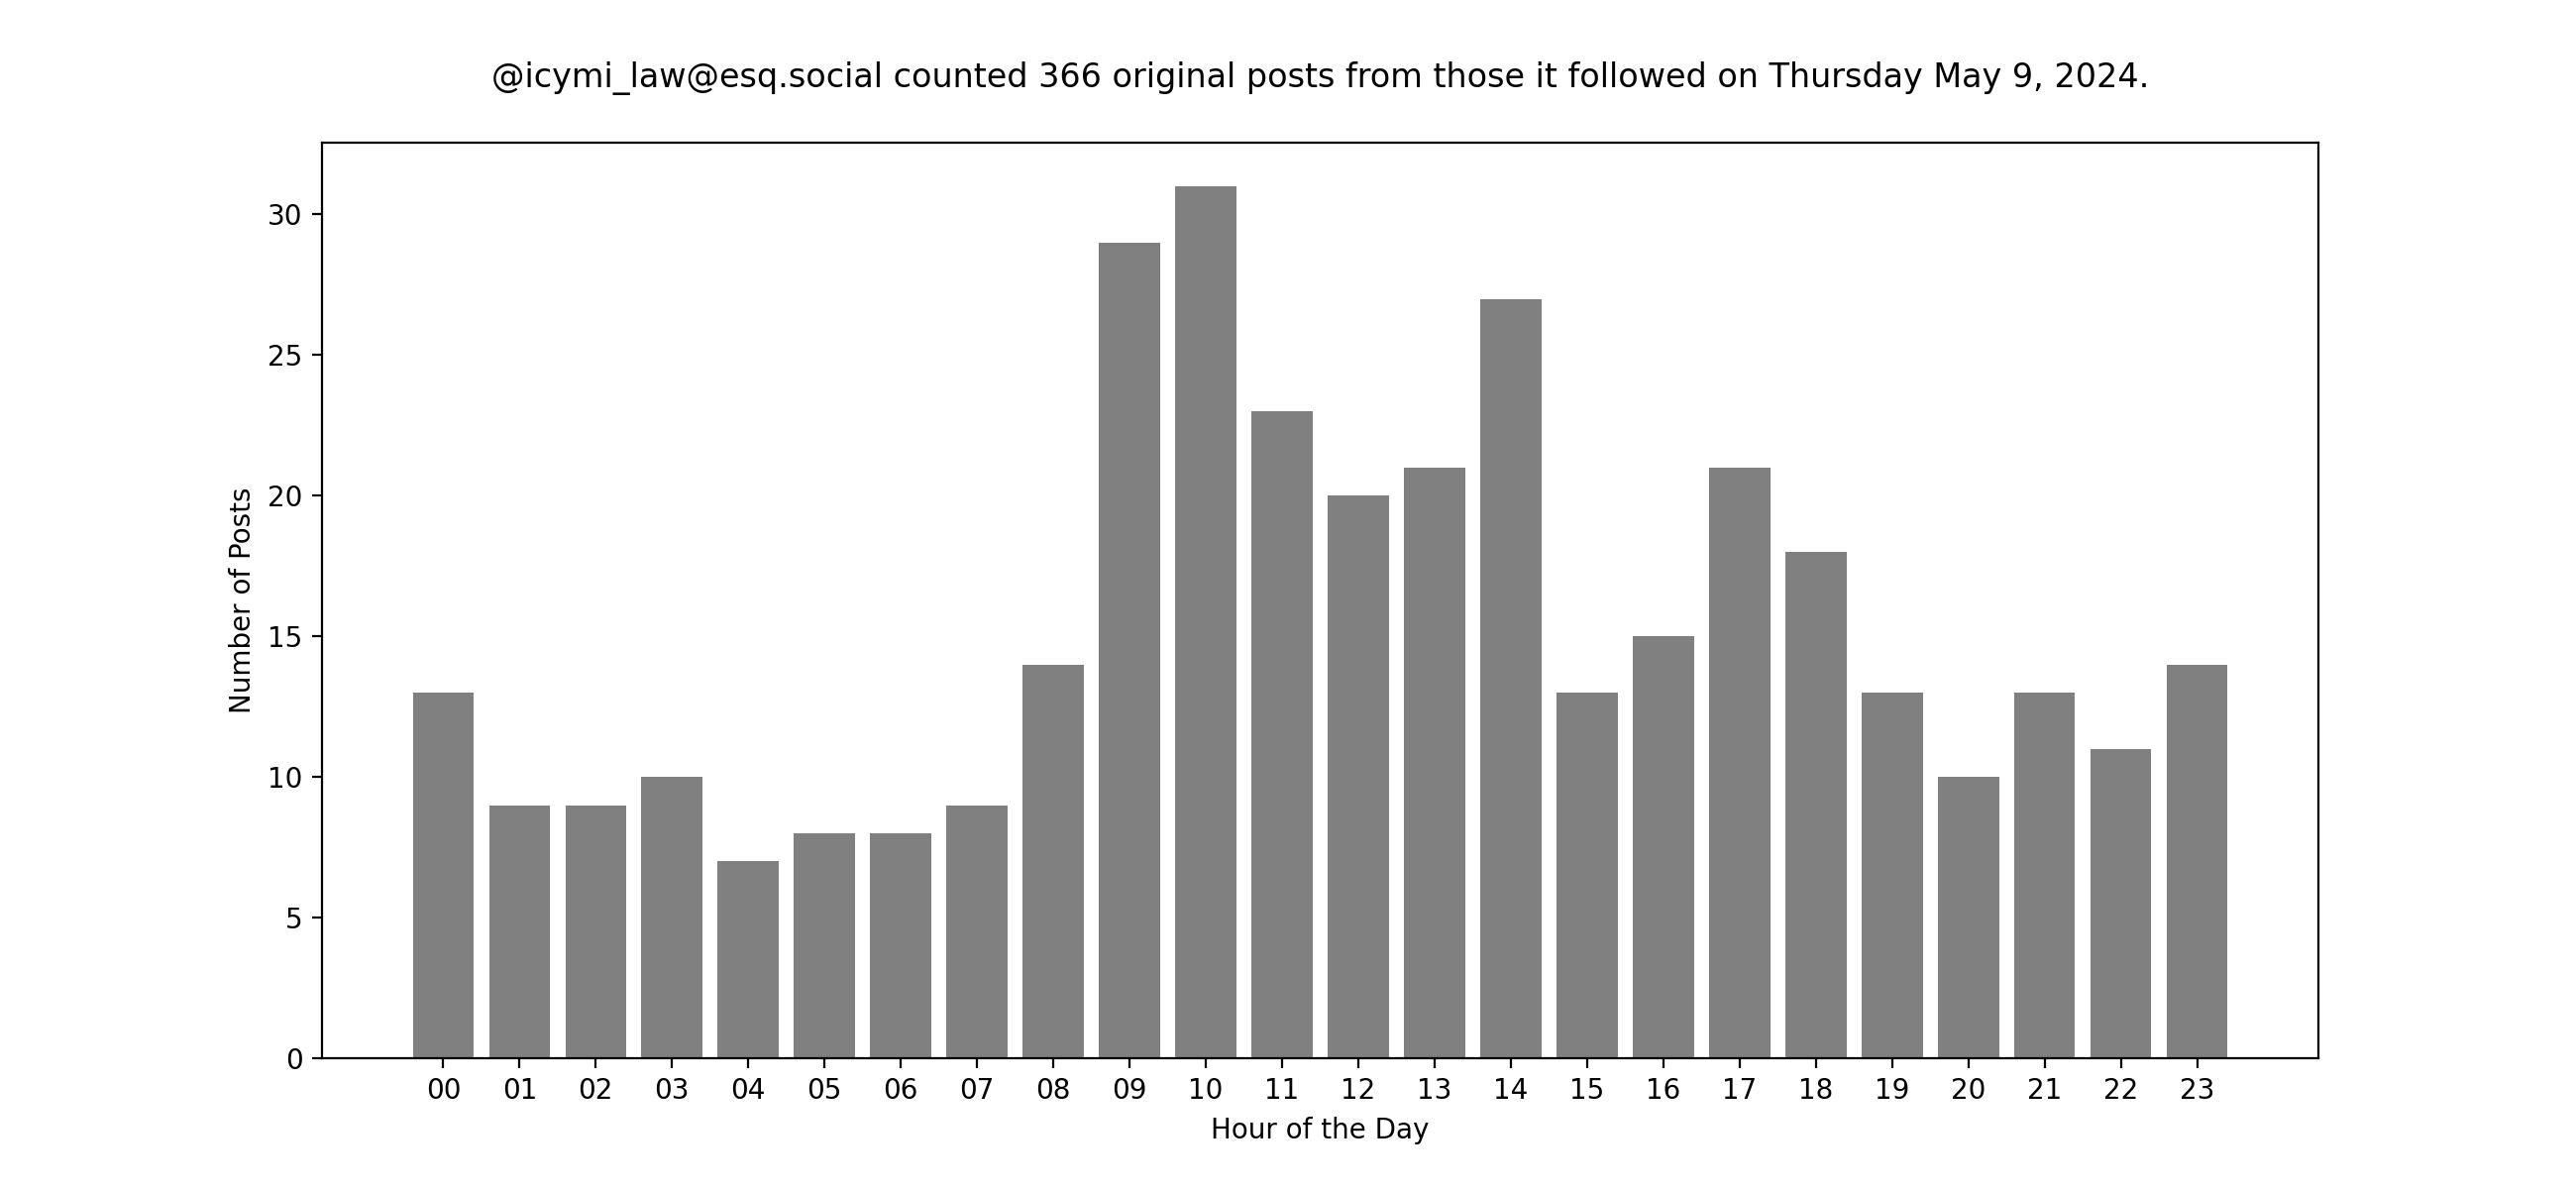 @icymi_law@esq.social counted 366 original posts from those it followed on Thursday May 9, 2024.
30
25
20
15
10
5
0
Number of Posts
00 01 02 03 04 05 06 07 08 09 10 11 12 13 14 15 16 17 18 19 20 21 22 23
Hour of the Day